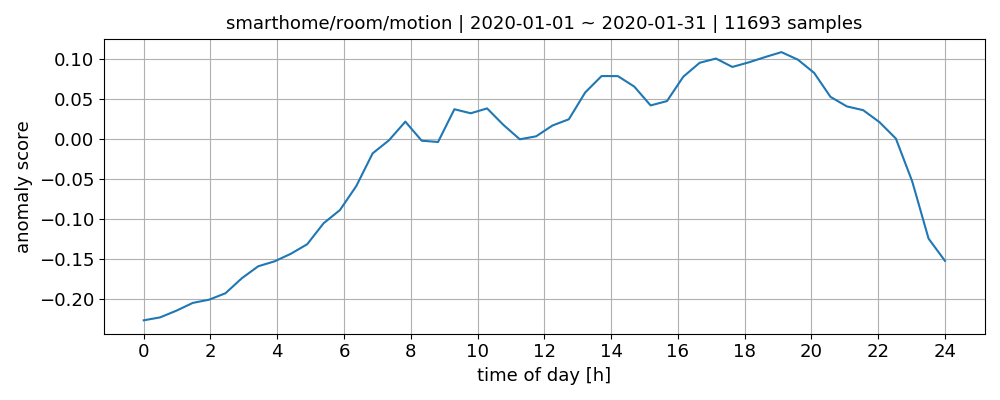 smarthome/room/motion | 2020-01-01 ~ 2020-01-31 | 11693 samples
anomaly score
0.10
0.05
0.00
−0.05
−0.10
−0.15
−0.20
0 2 4 6 8 10 12 14 16 18 20 22 24
time of day [h]